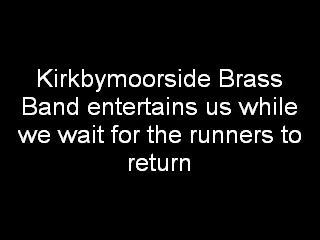 Kirkbymoorside Brass
Band entertains us while
we wait for the runners to
return